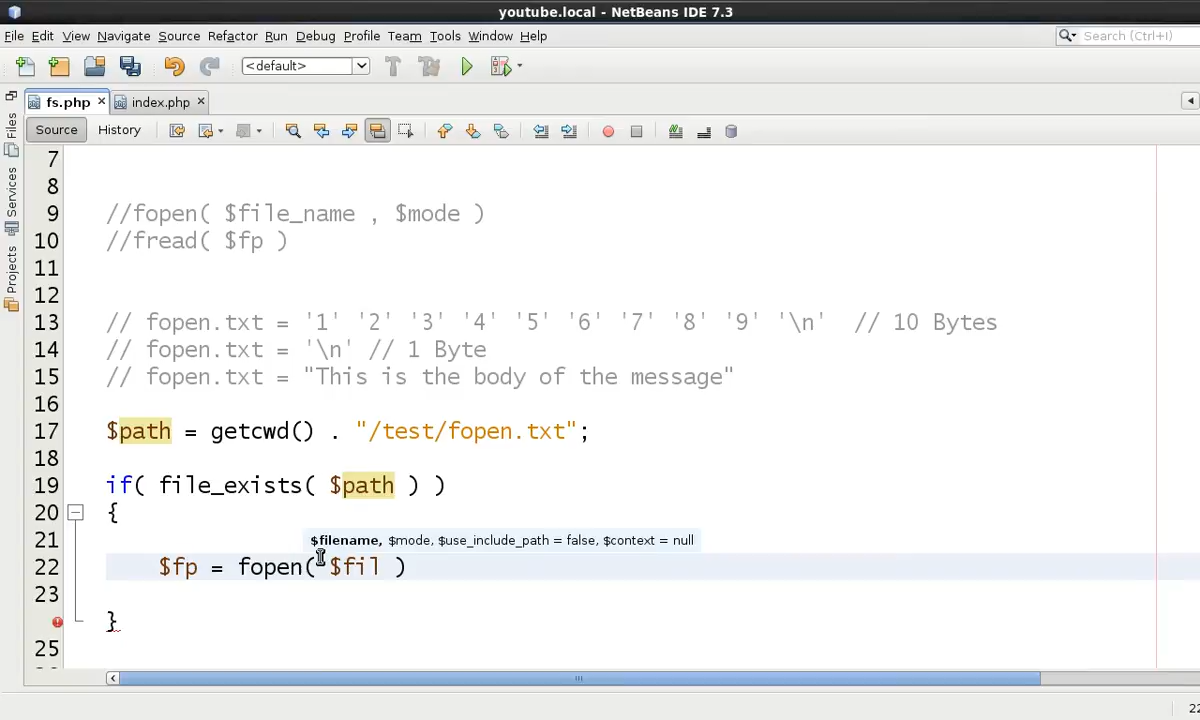 youtube.local - NetBeans IDE 7.3
File Edit View Navigate Source Refactor Run Debug Profile Team Tools Window Help
Search (Ctrl+I)
<default>
fs.php index.php
Source History
Files
Services
Projects
7
8
9 //fopen( $file_name , $mode )
10 //fread( $fp )
11
12
13 // fopen.txt = '1' '2' '3' '4' '5' '6' '7' '8' '9' '\n' // 10 Bytes
14 // fopen.txt = '\n' // 1 Byte
15 // fopen.txt = "This is the body of the message"
16
17 $path = getcwd() . "/test/fopen.txt";
18
19 if( file_exists( $path ) )
20 {
21
$filename, $mode, $use_include_path = false, $context = null
22 $fp = fopen( $fil )
23
}
25
22